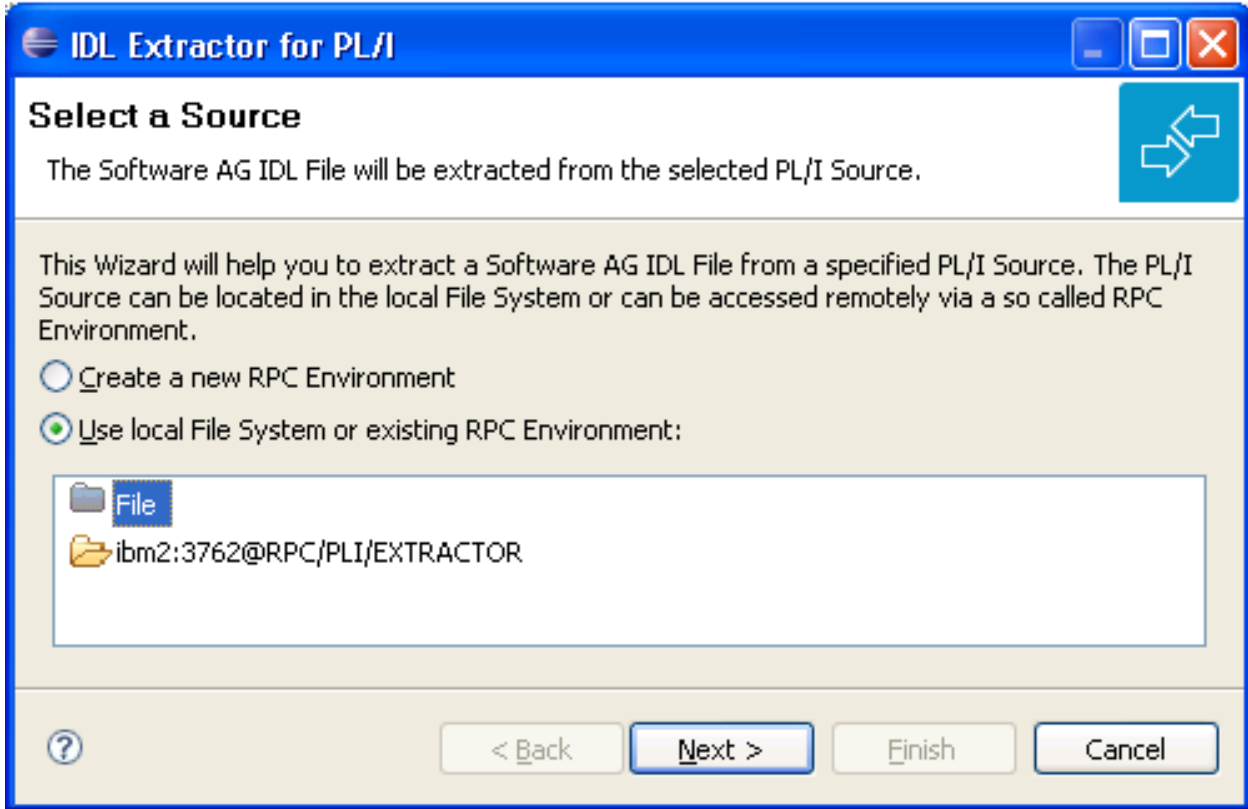 IDL Extractor for PL/I
Select a Source
The Software AG IDL File will be extracted from the selected PL/I Source.
This Wizard will help you to extract a Software AG IDL File from a specified PL/I Source. The PL/I
Source can be located in the local File System or can be accessed remotely via a so called RPC
Environment.
Create a new RPC Environment
Use local File System or existing RPC Environment:
File
ibm2:3762@RPC/PLI/EXTRACTOR
?
< Back
Next >
Finish
Cancel